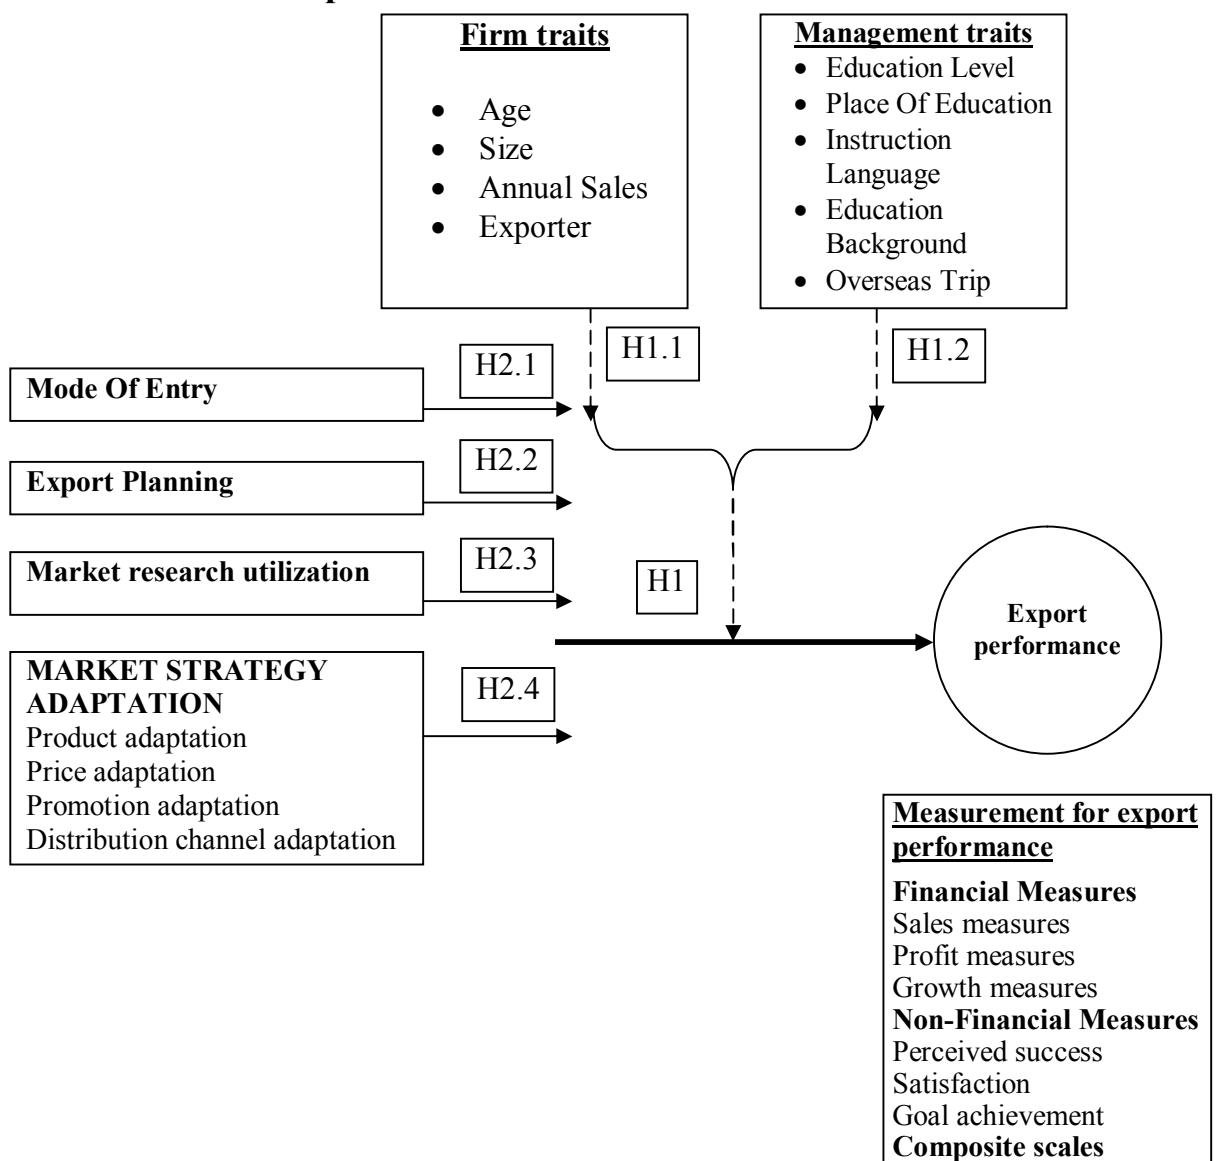 Firm traits
• Age
• Size
• Annual Sales
• Exporter
Management traits
• Education Level
• Place Of Education
• Instruction
Language
• Education
Background
• Overseas Trip
H1.1
H1.2
Mode Of Entry
H2.1
Export Planning
H2.2
Market research utilization
H2.3
H1
MARKET STRATEGY
ADAPTATION
Product adaptation
Price adaptation
Promotion adaptation
Distribution channel adaptation
H2.4
Export
performance
Measurement for export
performance
Financial Measures
Sales measures
Profit measures
Growth measures
Non-Financial Measures
Perceived success
Satisfaction
Goal achievement
Composite scales